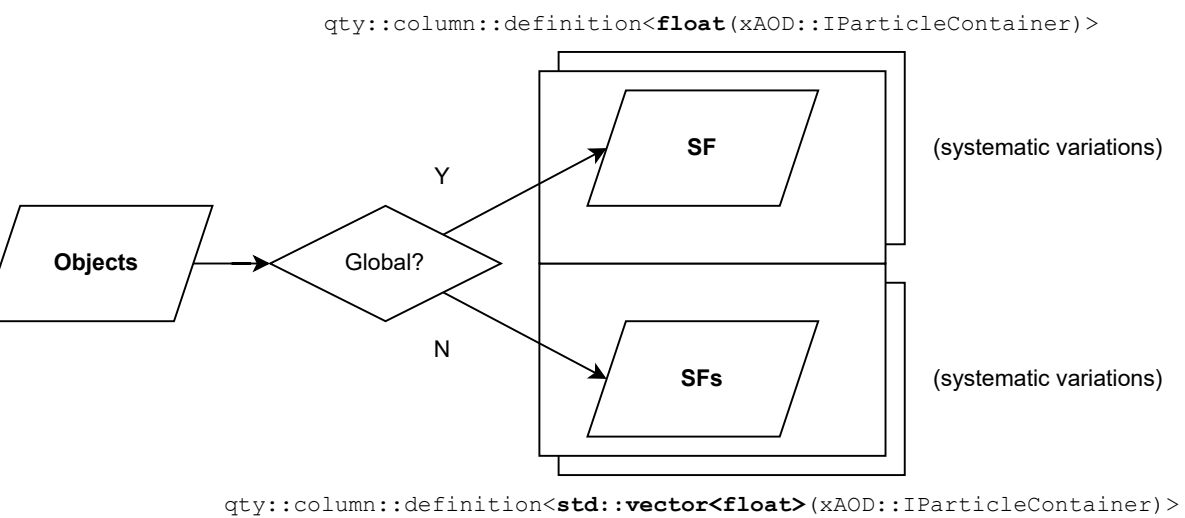 qty::column::definition<float(xAOD::IParticleContainer)>
SF
(systematic variations)
Y
Objects
Global?
N
SFs
(systematic variations)
qty::column::definition<std::vector<float>(xAOD::IParticleContainer)>